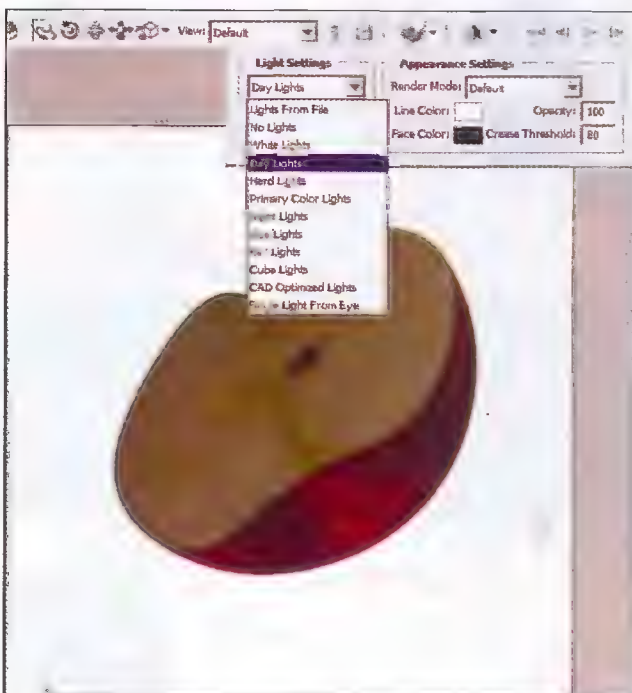 View: Default
Light Settings
Appearance Settings
Day Lights
Render Mode: Default
Lights From File
Line Color: Opacity: 100
No Lights
Face Color: Crease Threshold: 80
White Lights
Day Lights
Hard Lights
Primary Color Lights
Lights
Lights
Lights
Cube Lights
CAD Optimized Lights
Light From Eye